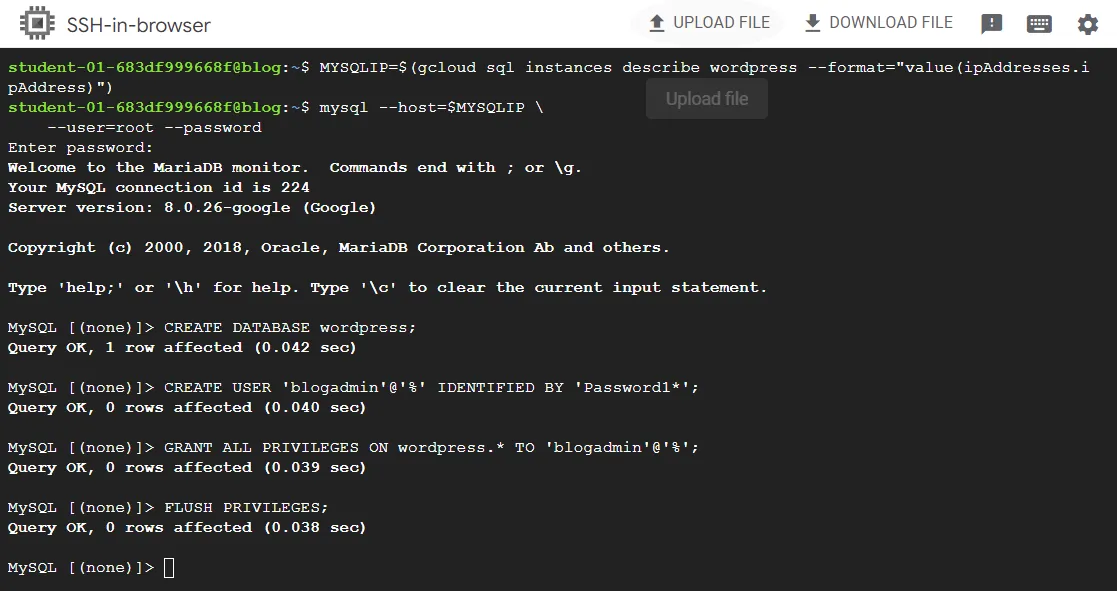 SSH-in-browser
UPLOAD FILE
DOWNLOAD FILE
student-01-683df999668f@blog:~$ MYSQLIP=$(gcloud sql instances describe wordpress --format="value(ipAddresses.i
pAddress)")
Upload file
student-01-683df999668f@blog:~$ mysql --host=$MYSQLIP \
    --user=root --password
Enter password:
Welcome to the MariaDB monitor.  Commands end with ; or \g.
Your MySQL connection id is 224
Server version: 8.0.26-google (Google)
Copyright (c) 2000, 2018, Oracle, MariaDB Corporation Ab and others.
Type 'help;' or '\h' for help. Type '\c' to clear the current input statement.
MySQL [(none)]> CREATE DATABASE wordpress;
Query OK, 1 row affected (0.042 sec)
MySQL [(none)]> CREATE USER 'blogadmin'@'%' IDENTIFIED BY 'Password1*';
Query OK, 0 rows affected (0.040 sec)
MySQL [(none)]> GRANT ALL PRIVILEGES ON wordpress.* TO 'blogadmin'@'%';
Query OK, 0 rows affected (0.039 sec)
MySQL [(none)]> FLUSH PRIVILEGES;
Query OK, 0 rows affected (0.038 sec)
MySQL [(none)]>